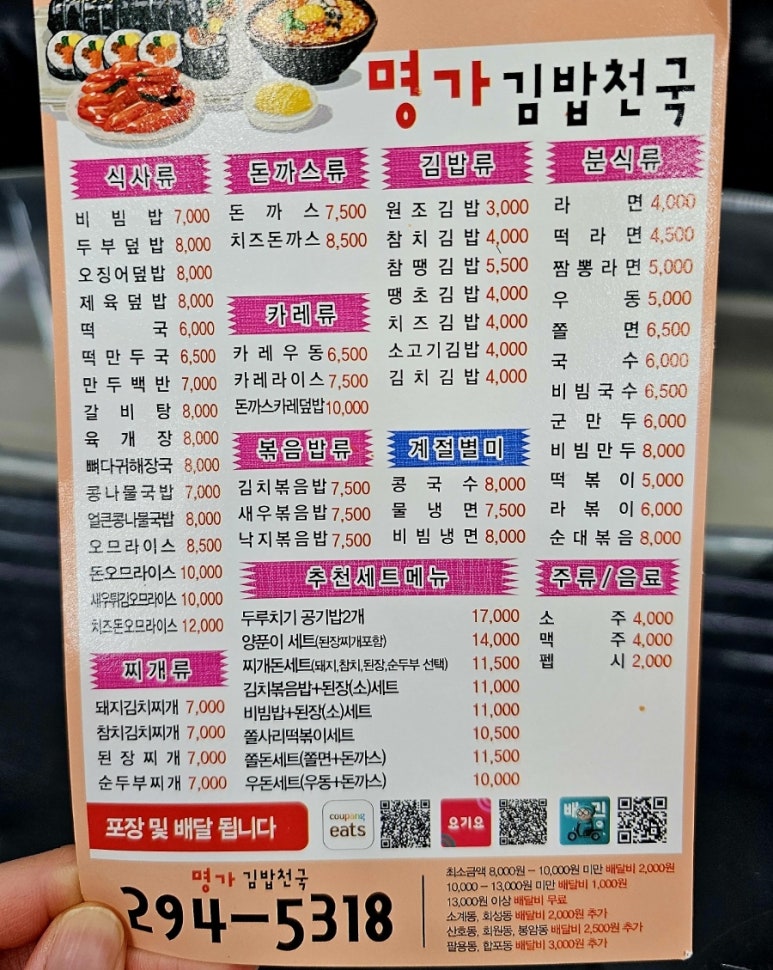 명가 김밥천국
식사류
비빔밥 7,000
두부덮밥 8,000
오징어덮밥 8,000
제육덮밥 8,000
떡국 6,000
떡만두국 6,500
만두백반 7,000
갈비탕 8,000
육개장 8,000
뼈다귀해장국 8,000
콩나물국밥 7,000
얼큰콩나물국밥 8,000
오므라이스 8,500
돈오므라이스 10,000
새우튀김오므라이스 10,000
치즈돈오므라이스 12,000
찌개류
돼지김치찌개 7,000
참치김치찌개 7,000
된장찌개 7,000
순두부찌개 7,000
돈까스류
돈까스 7,500
치즈돈까스 8,500
카레류
카레우동 6,500
카레라이스 7,500
돈까스카레덮밥 10,000
볶음밥류
김치볶음밥 7,500
새우볶음밥 7,500
낙지볶음밥 7,500
김밥류
원조김밥 3,000
참치김밥 4,000
참땡김밥 5,500
땡초김밥 4,000
치즈김밥 4,000
소고기김밥 4,000
김치김밥 4,000
계절별미
콩국수 8,000
물냉면 7,500
비빔냉면 8,000
분식류
라면 4,000
떡라면 4,500
짬뽕라면 5,000
우동 5,000
쫄면 6,500
국수 6,000
비빔국수 6,500
군만두 6,000
비빔만두 8,000
떡볶이 5,000
라볶이 6,000
순대볶음 8,000
추천세트메뉴
두루치기 공기밥2개 17,000
양푼이 세트(된장찌개포함) 14,000
찌개돈세트(돼지,참치,된장,순두부 선택) 11,500
김치볶음밥+된장(소)세트 11,000
비빔밥+된장(소)세트 11,000
쫄사리떡볶이세트 10,500
쫄돈세트(쫄면+돈까스) 11,500
우돈세트(우동+돈까스) 10,000
주류/음료
소주 4,000
맥주 4,000
펩시 2,000
포장 및 배달 됩니다
coupang
eats
요기요
명가 김밥천국
294-5318
최소금액 8,000원 - 10,000원 미만 배달비 2,000원
10,000 - 13,000원 미만 배달비 1,000원
13,000원 이상 배달비 무료
소계동, 회성동 배달비 2,000원 추가
산호동, 회원동, 봉암동 배달비 2,500원 추가
팔용동, 합포동 배달비 3,000원 추가